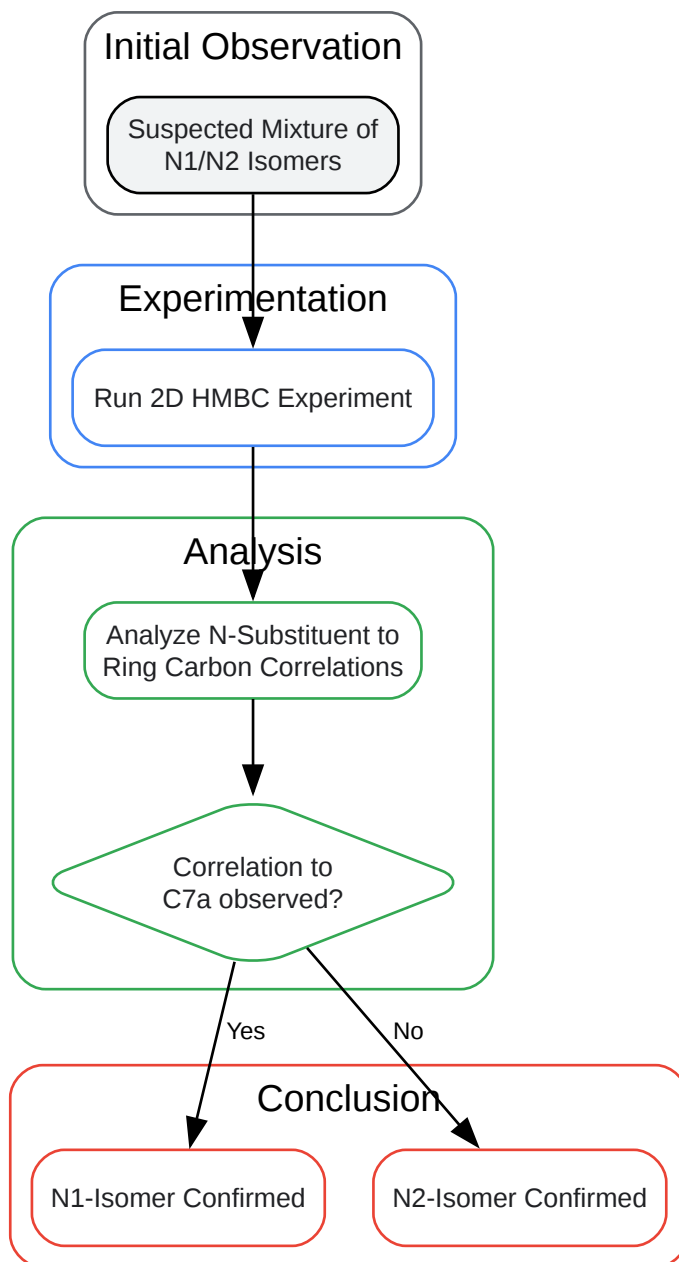 Initial Observation
Suspected Mixture of
N1/N2 Isomers
Experimentation
Run 2D HMBC Experiment
Analysis
Analyze N-Substituent to
Ring Carbon Correlations
Correlation to
C7a observed?
Yes
No
Conclusion
N1-Isomer Confirmed
N2-Isomer Confirmed